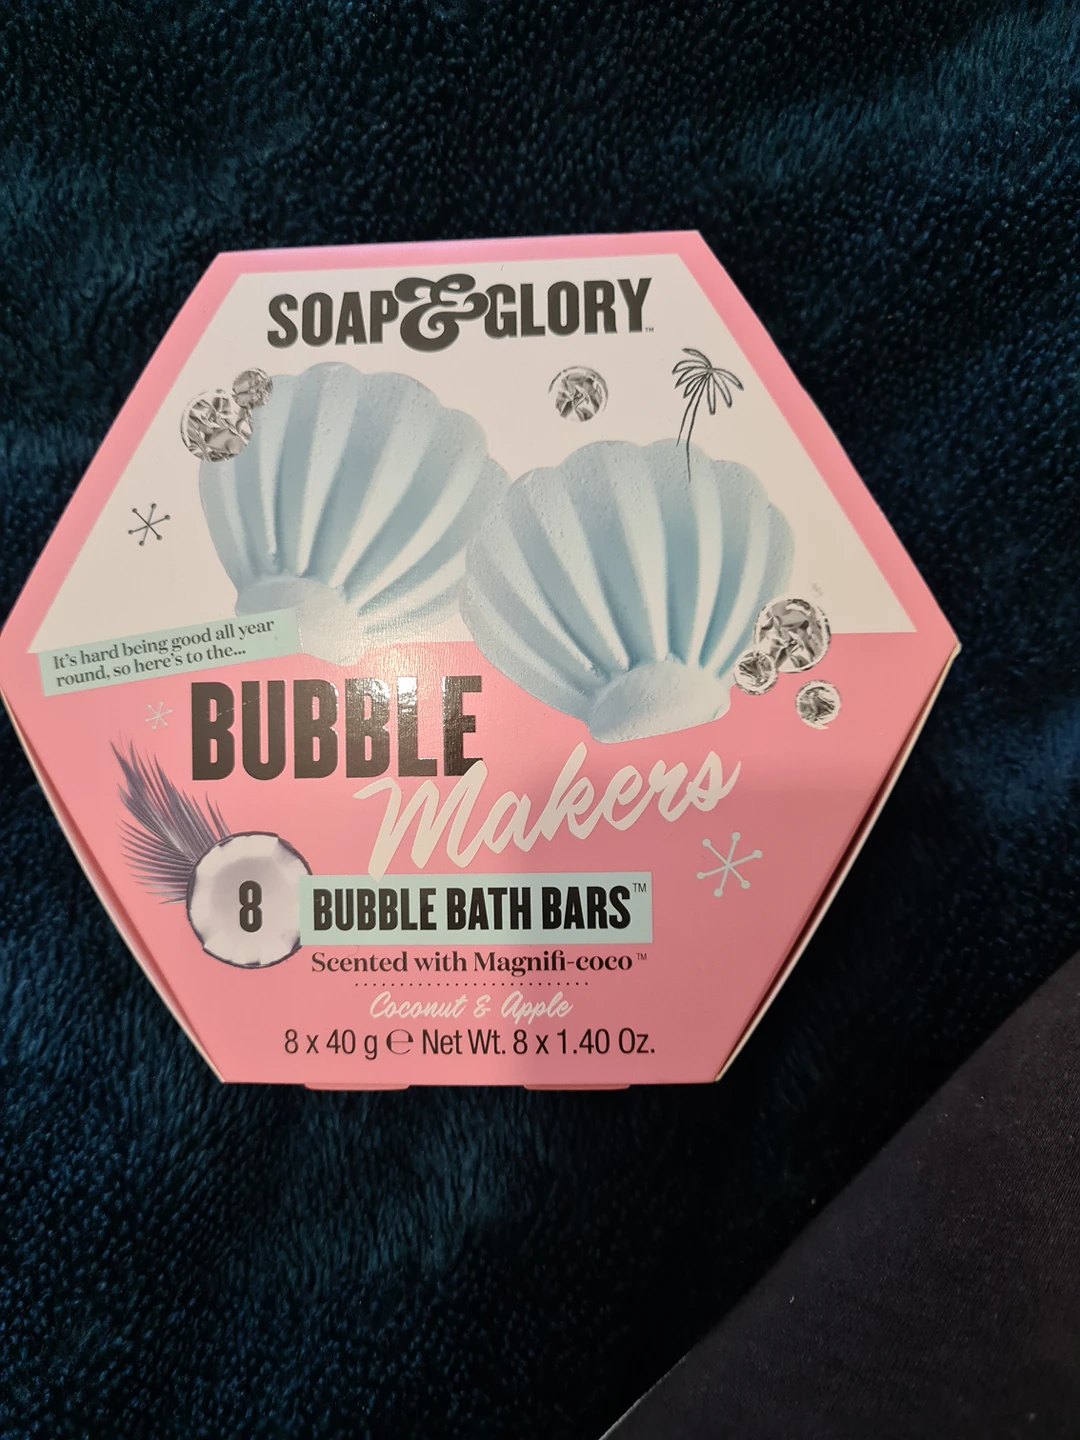 SOAP & GLORY™
It's hard being good all year
round, so here's to the...
BUBBLE
Makers
8
BUBBLE BATH BARS™
Scented with Magnifi-coco™
Coconut & Apple
8 x 40 g ℮ Net Wt. 8 x 1.40 Oz.